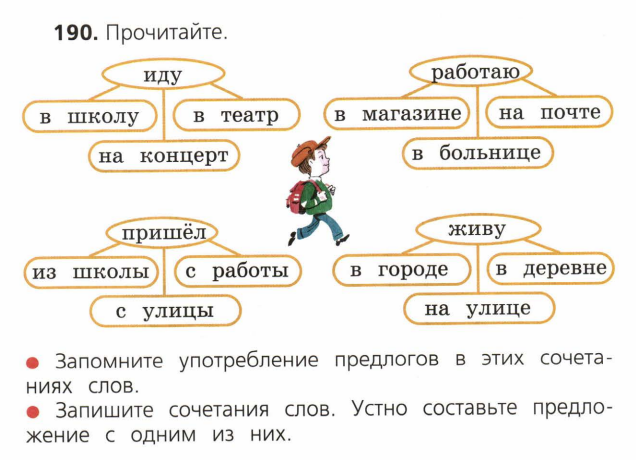 190. Прочитайте.
иду
в школу
в театр
на концерт
работаю
в магазине
на почте
в больнице
пришёл
из школы
с работы
с улицы
живу
в городе
в деревне
на улице
Запомните употребление предлогов в этих сочета-
ниях слов.
Запишите сочетания слов. Устно составьте предло-
жение с одним из них.